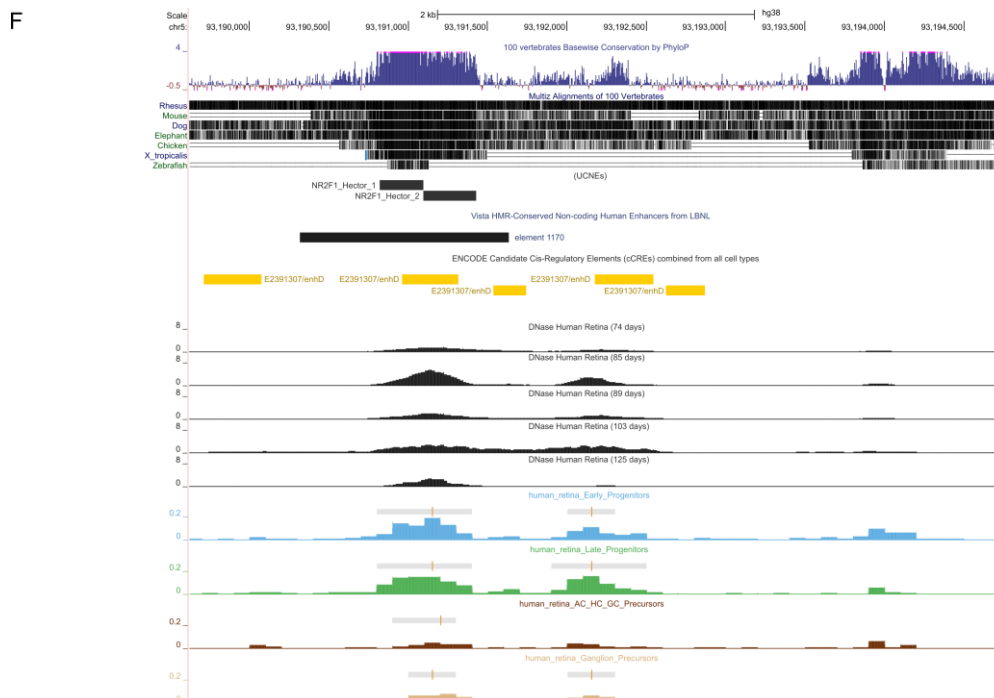 F
Scale 2 kb hg38
chr5: 93,190,000 93,190,500 93,191,000 93,191,500 93,192,000 93,192,500 93,193,000 93,193,500 93,194,000 93,194,500
100 vertebrates Basewise Conservation by PhyloP
4
-0.5
Multiz Alignments of 100 Vertebrates
Rhesus
Mouse
Dog
Elephant
Chicken
X_tropicalis
Zebrafish
(UCNEs)
NR2F1_Hector_1
NR2F1_Hector_2
Vista HMR-Conserved Non-coding Human Enhancers from LBNL
element 1170
ENCODE Candidate Cis-Regulatory Elements (cCREs) combined from all cell types
E2391307/enhD E2391307/enhD E2391307/enhD
E2391307/enhD E2391307/enhD
DNase Human Retina (74 days)
8
0
DNase Human Retina (85 days)
8
0
DNase Human Retina (89 days)
8
0
DNase Human Retina (103 days)
8
0
DNase Human Retina (125 days)
8
0
human_retina_Early_Progenitors
0.2
0
human_retina_Late_Progenitors
0.2
0
human_retina_AC_HC_GC_Precursors
0.2
0
human_retina_Ganglion_Precursors
0.2
0